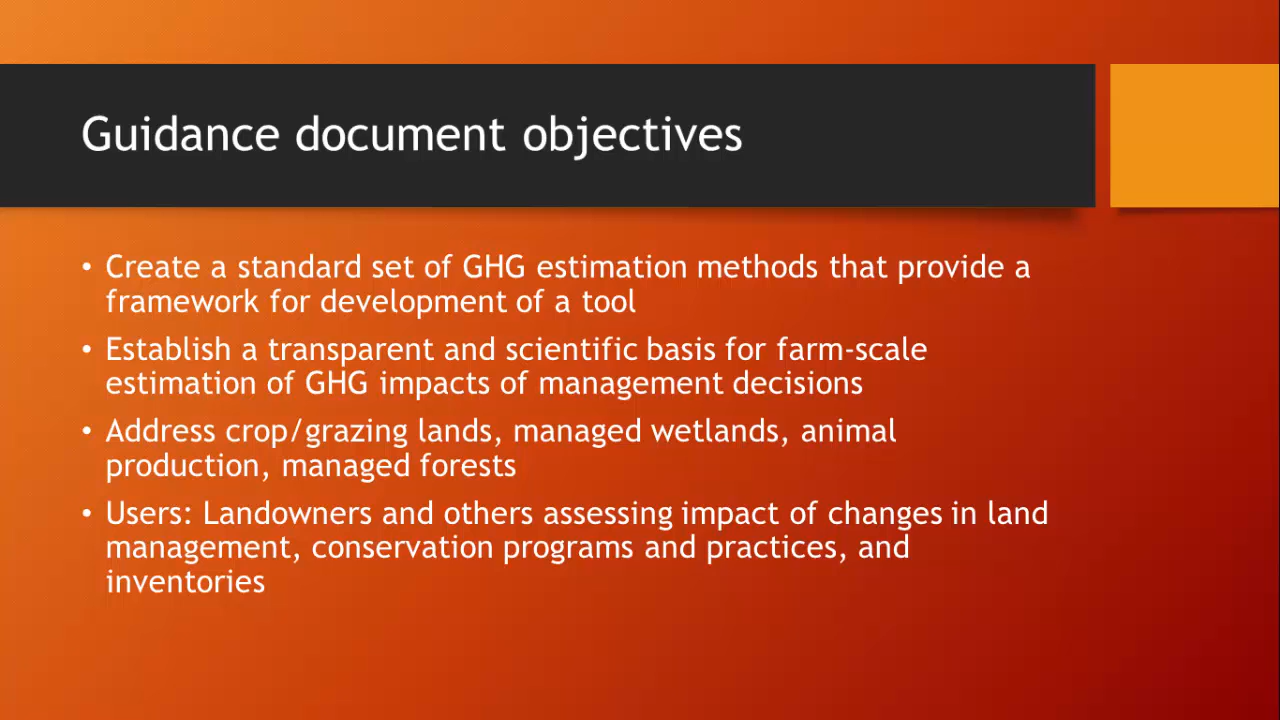 Guidance document objectives
• Create a standard set of GHG estimation methods that provide a
framework for development of a tool
• Establish a transparent and scientific basis for farm-scale
estimation of GHG impacts of management decisions
• Address crop/grazing lands, managed wetlands, animal
production, managed forests
• Users: Landowners and others assessing impact of changes in land
management, conservation programs and practices, and
inventories